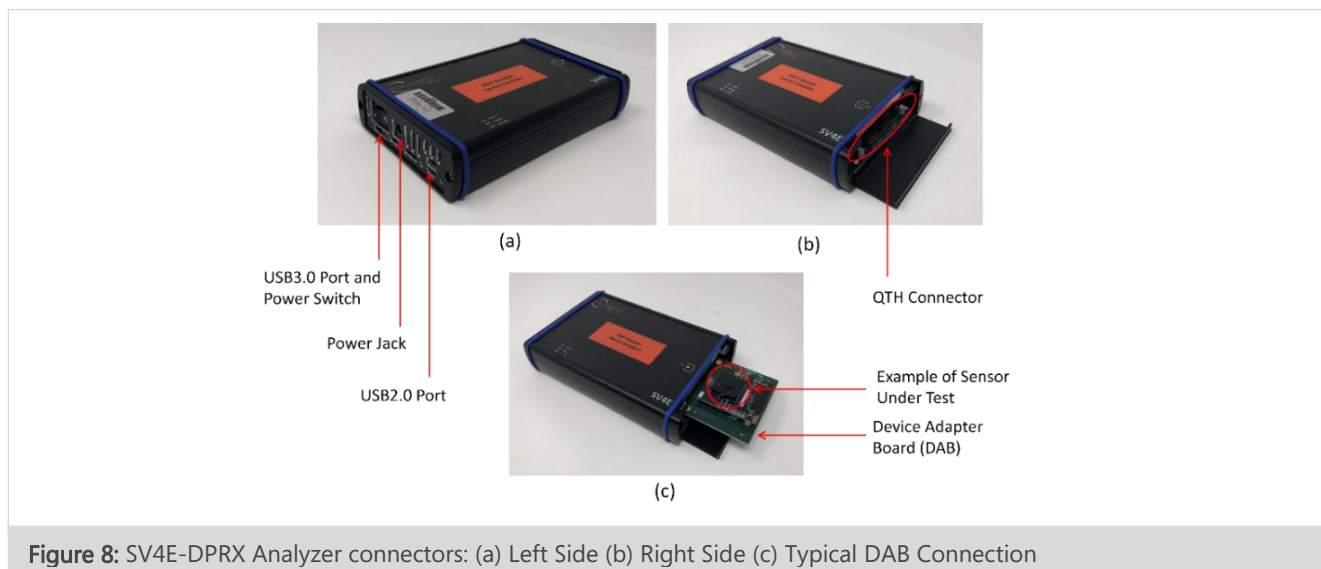 SV4E
SV4E
(a)
(b)
USB3.0 Port and
Power Switch
Power Jack
USB2.0 Port
QTH Connector
SV4E
Example of Sensor
Under Test
Device Adapter
Board (DAB)
(c)
Figure 8: SV4E-DPRX Analyzer connectors: (a) Left Side (b) Right Side (c) Typical DAB Connection